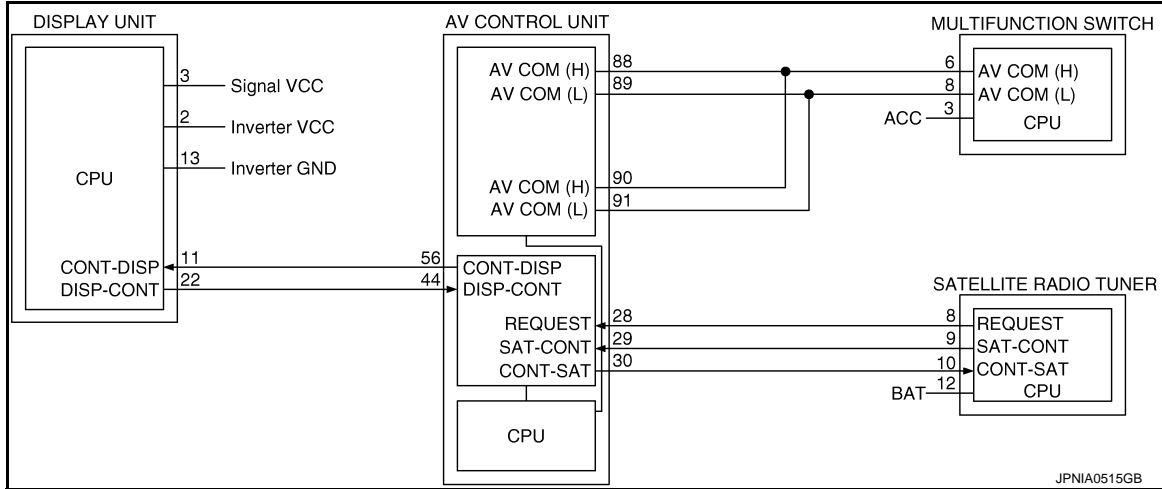 DISPLAY UNIT
CPU
3 Signal VCC
2 Inverter VCC
13 Inverter GND
CONT-DISP 11
DISP-CONT 22
AV CONTROL UNIT
AV COM (H) 88
AV COM (L) 89
AV COM (H) 90
AV COM (L) 91
56 CONT-DISP
44 DISP-CONT
REQUEST 28
SAT-CONT 29
CONT-SAT 30
CPU
MULTIFUNCTION SWITCH
6 AV COM (H)
8 AV COM (L)
ACC 3
CPU
SATELLITE RADIO TUNER
8 REQUEST
9 SAT-CONT
10 CONT-SAT
BAT 12
CPU
JPNIA0515GB